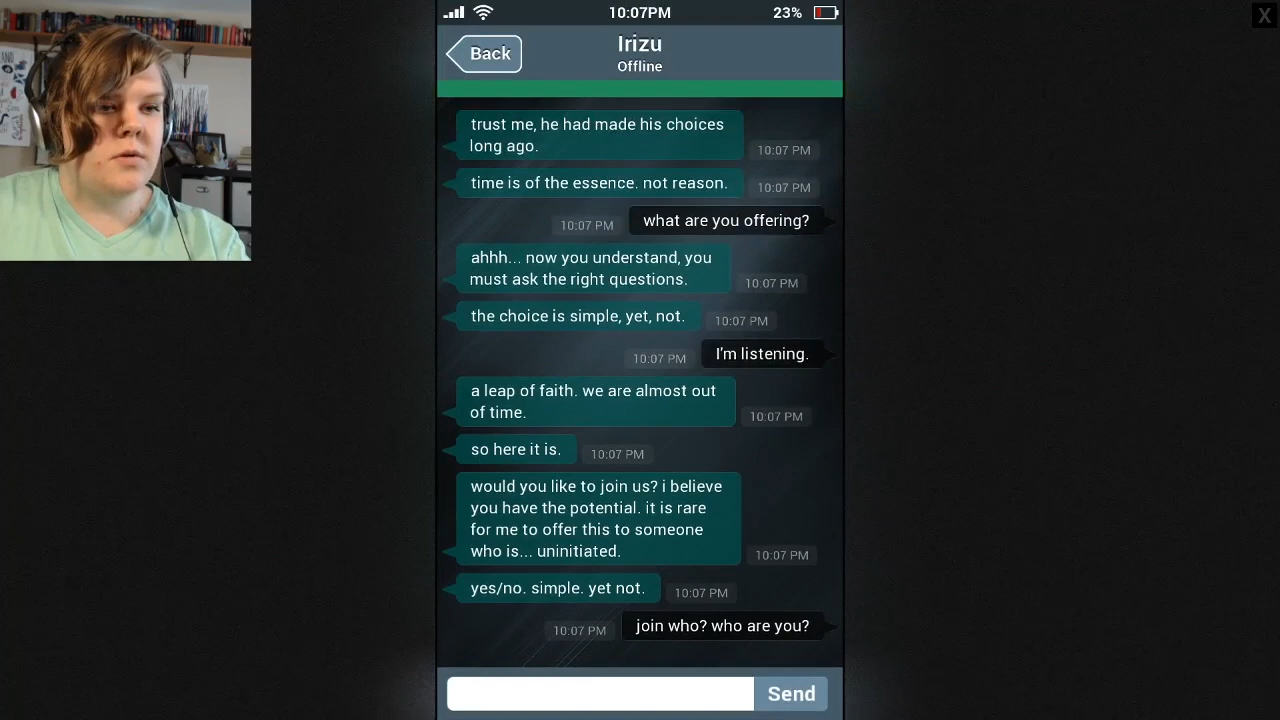 10:07PM
23%
X
Back
Irizu
Offline
trust me, he had made his choices
long ago.
10:07 PM
time is of the essence. not reason.
10:07 PM
10:07 PM
what are you offering?
ahhh... now you understand, you
must ask the right questions.
10:07 PM
the choice is simple, yet, not.
10:07 PM
10:07 PM
I'm listening.
a leap of faith. we are almost out
of time.
10:07 PM
so here it is.
10:07 PM
would you like to join us? i believe
you have the potential. it is rare
for me to offer this to someone
who is... uninitiated.
10:07 PM
yes/no. simple. yet not.
10:07 PM
10:07 PM
join who? who are you?
Send